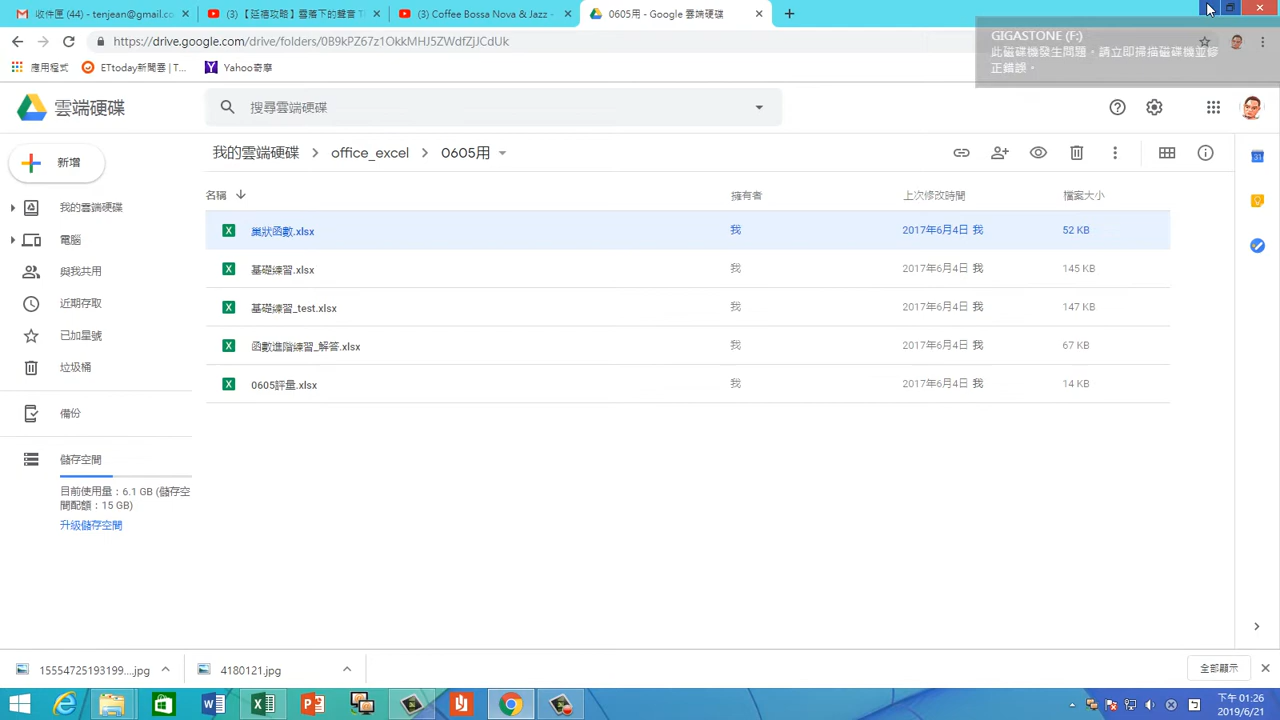 收件匣 (44) - tenjean@gmail.co
(3)【延禧攻略】雪落下的聲音 T
(3) Coffee Bossa Nova & Jazz -
0605用 - Google 雲端硬碟
https://drive.google.com/drive/folders/0B9kPZ67z1OkkMHJ5ZWdfZjJCdUk
GIGASTONE (F:)
此磁碟機發生問題。請立即掃描磁碟機並修
正錯誤。
應用程式
ETtoday新聞雲 | T...
Yahoo奇摩
雲端硬碟
搜尋雲端硬碟
新增
我的雲端硬碟
office_excel
0605用
名稱
擁有者
上次修改時間
檔案大小
我的雲端硬碟
巢狀函數.xlsx
我
2017年6月4日 我
52 KB
電腦
與我共用
基礎練習.xlsx
我
2017年6月4日 我
145 KB
近期存取
基礎練習_test.xlsx
我
2017年6月4日 我
147 KB
已加星號
函數進階練習_解答.xlsx
我
2017年6月4日 我
67 KB
垃圾桶
0605評量.xlsx
我
2017年6月4日 我
14 KB
備份
儲存空間
目前使用量：6.1 GB (儲存空
間配額：15 GB)
升級儲存空間
31
15554725193199....jpg
4180121.jpg
全部顯示
下午 01:26
2019/6/21